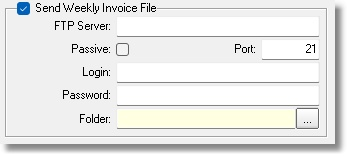 Send Weekly Invoice File
FTP Server:
Passive: Port: 21
Login:
Password:
Folder: ...